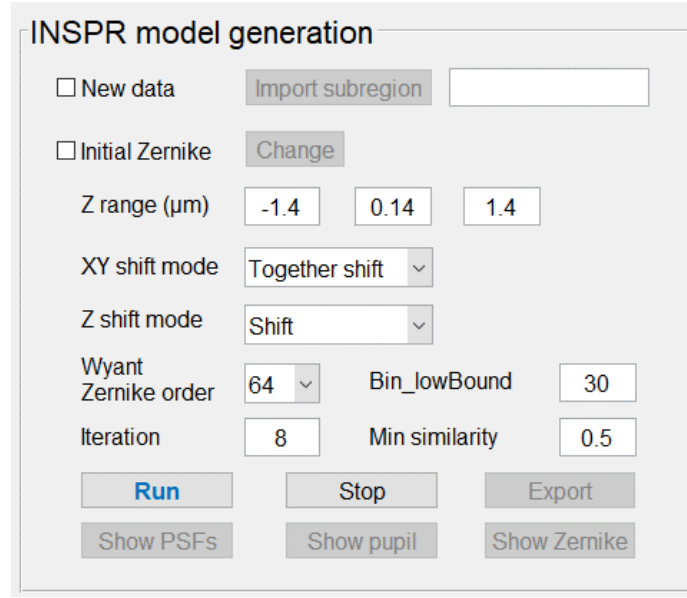 INSPR model generation
New data Import subregion
Initial Zernike Change
Z range (μm) -1.4 0.14 1.4
XY shift mode Together shift
Z shift mode Shift
Wyant
Zernike order 64 Bin_lowBound 30
Iteration 8 Min similarity 0.5
Run Stop Export
Show PSFs Show pupil Show Zernike